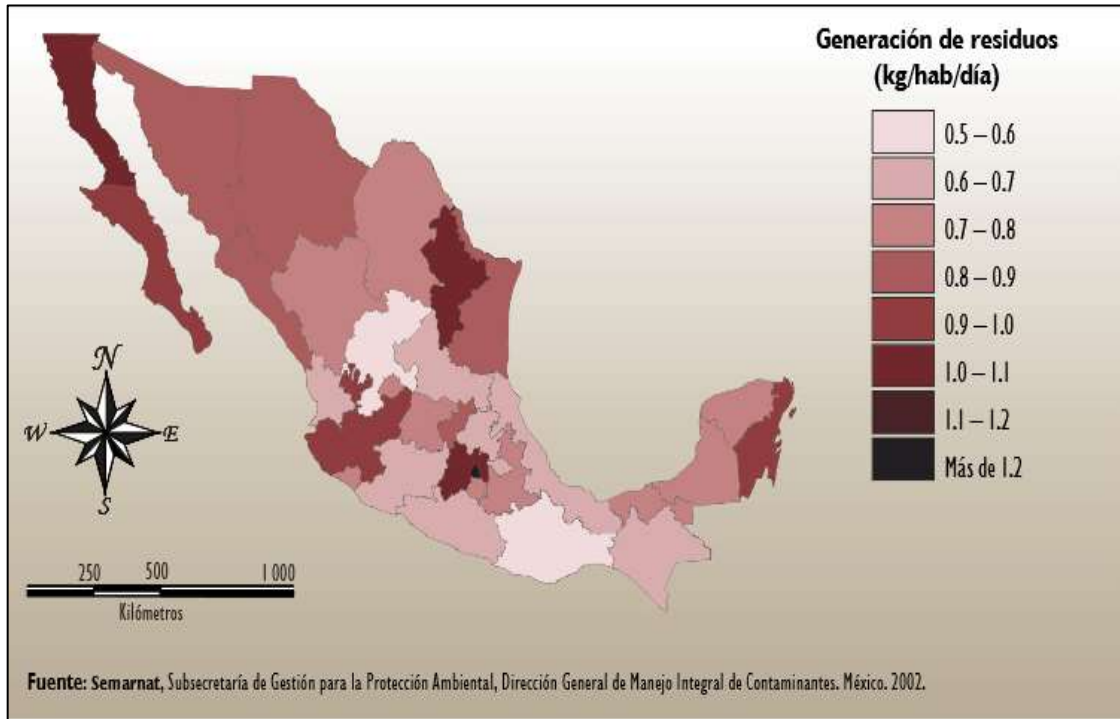 Generación de residuos
(kg/hab/día)
0.5 – 0.6
0.6 – 0.7
0.7 – 0.8
0.8 – 0.9
0.9 – 1.0
1.0 – 1.1
1.1 – 1.2
Más de 1.2
N
W
E
S
250 500 1 000
Kilómetros
Fuente: Semarnat, Subsecretaría de Gestión para la Protección Ambiental, Dirección General de Manejo Integral de Contaminantes. México. 2002.